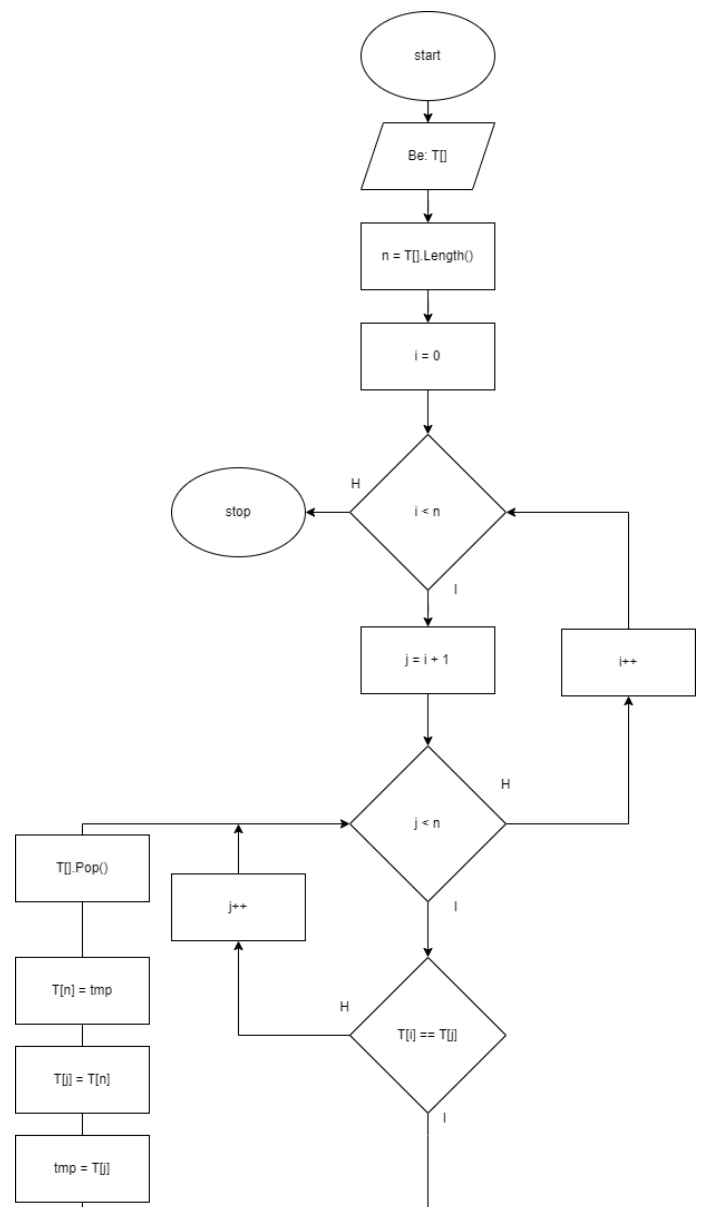 start
Be: T[]
n = T[].Length()
i = 0
H
i < n
stop
I
j = i + 1
i++
H
j < n
T[].Pop()
j++
I
T[n] = tmp
H
T[i] == T[j]
T[j] = T[n]
I
tmp = T[j]